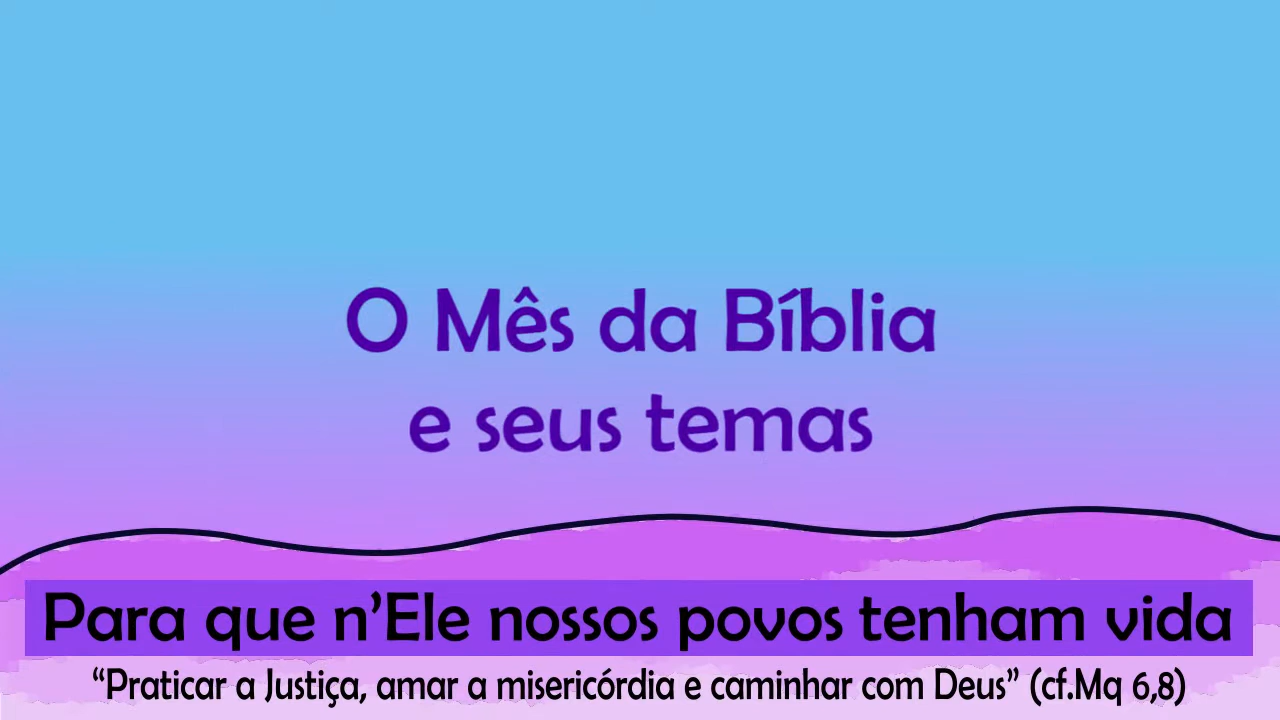 O Mês da Bíblia
e seus temas
Para que n’Ele nossos povos tenham vida
“Praticar a Justiça, amar a misericórdia e caminhar com Deus” (cf.Mq 6,8)